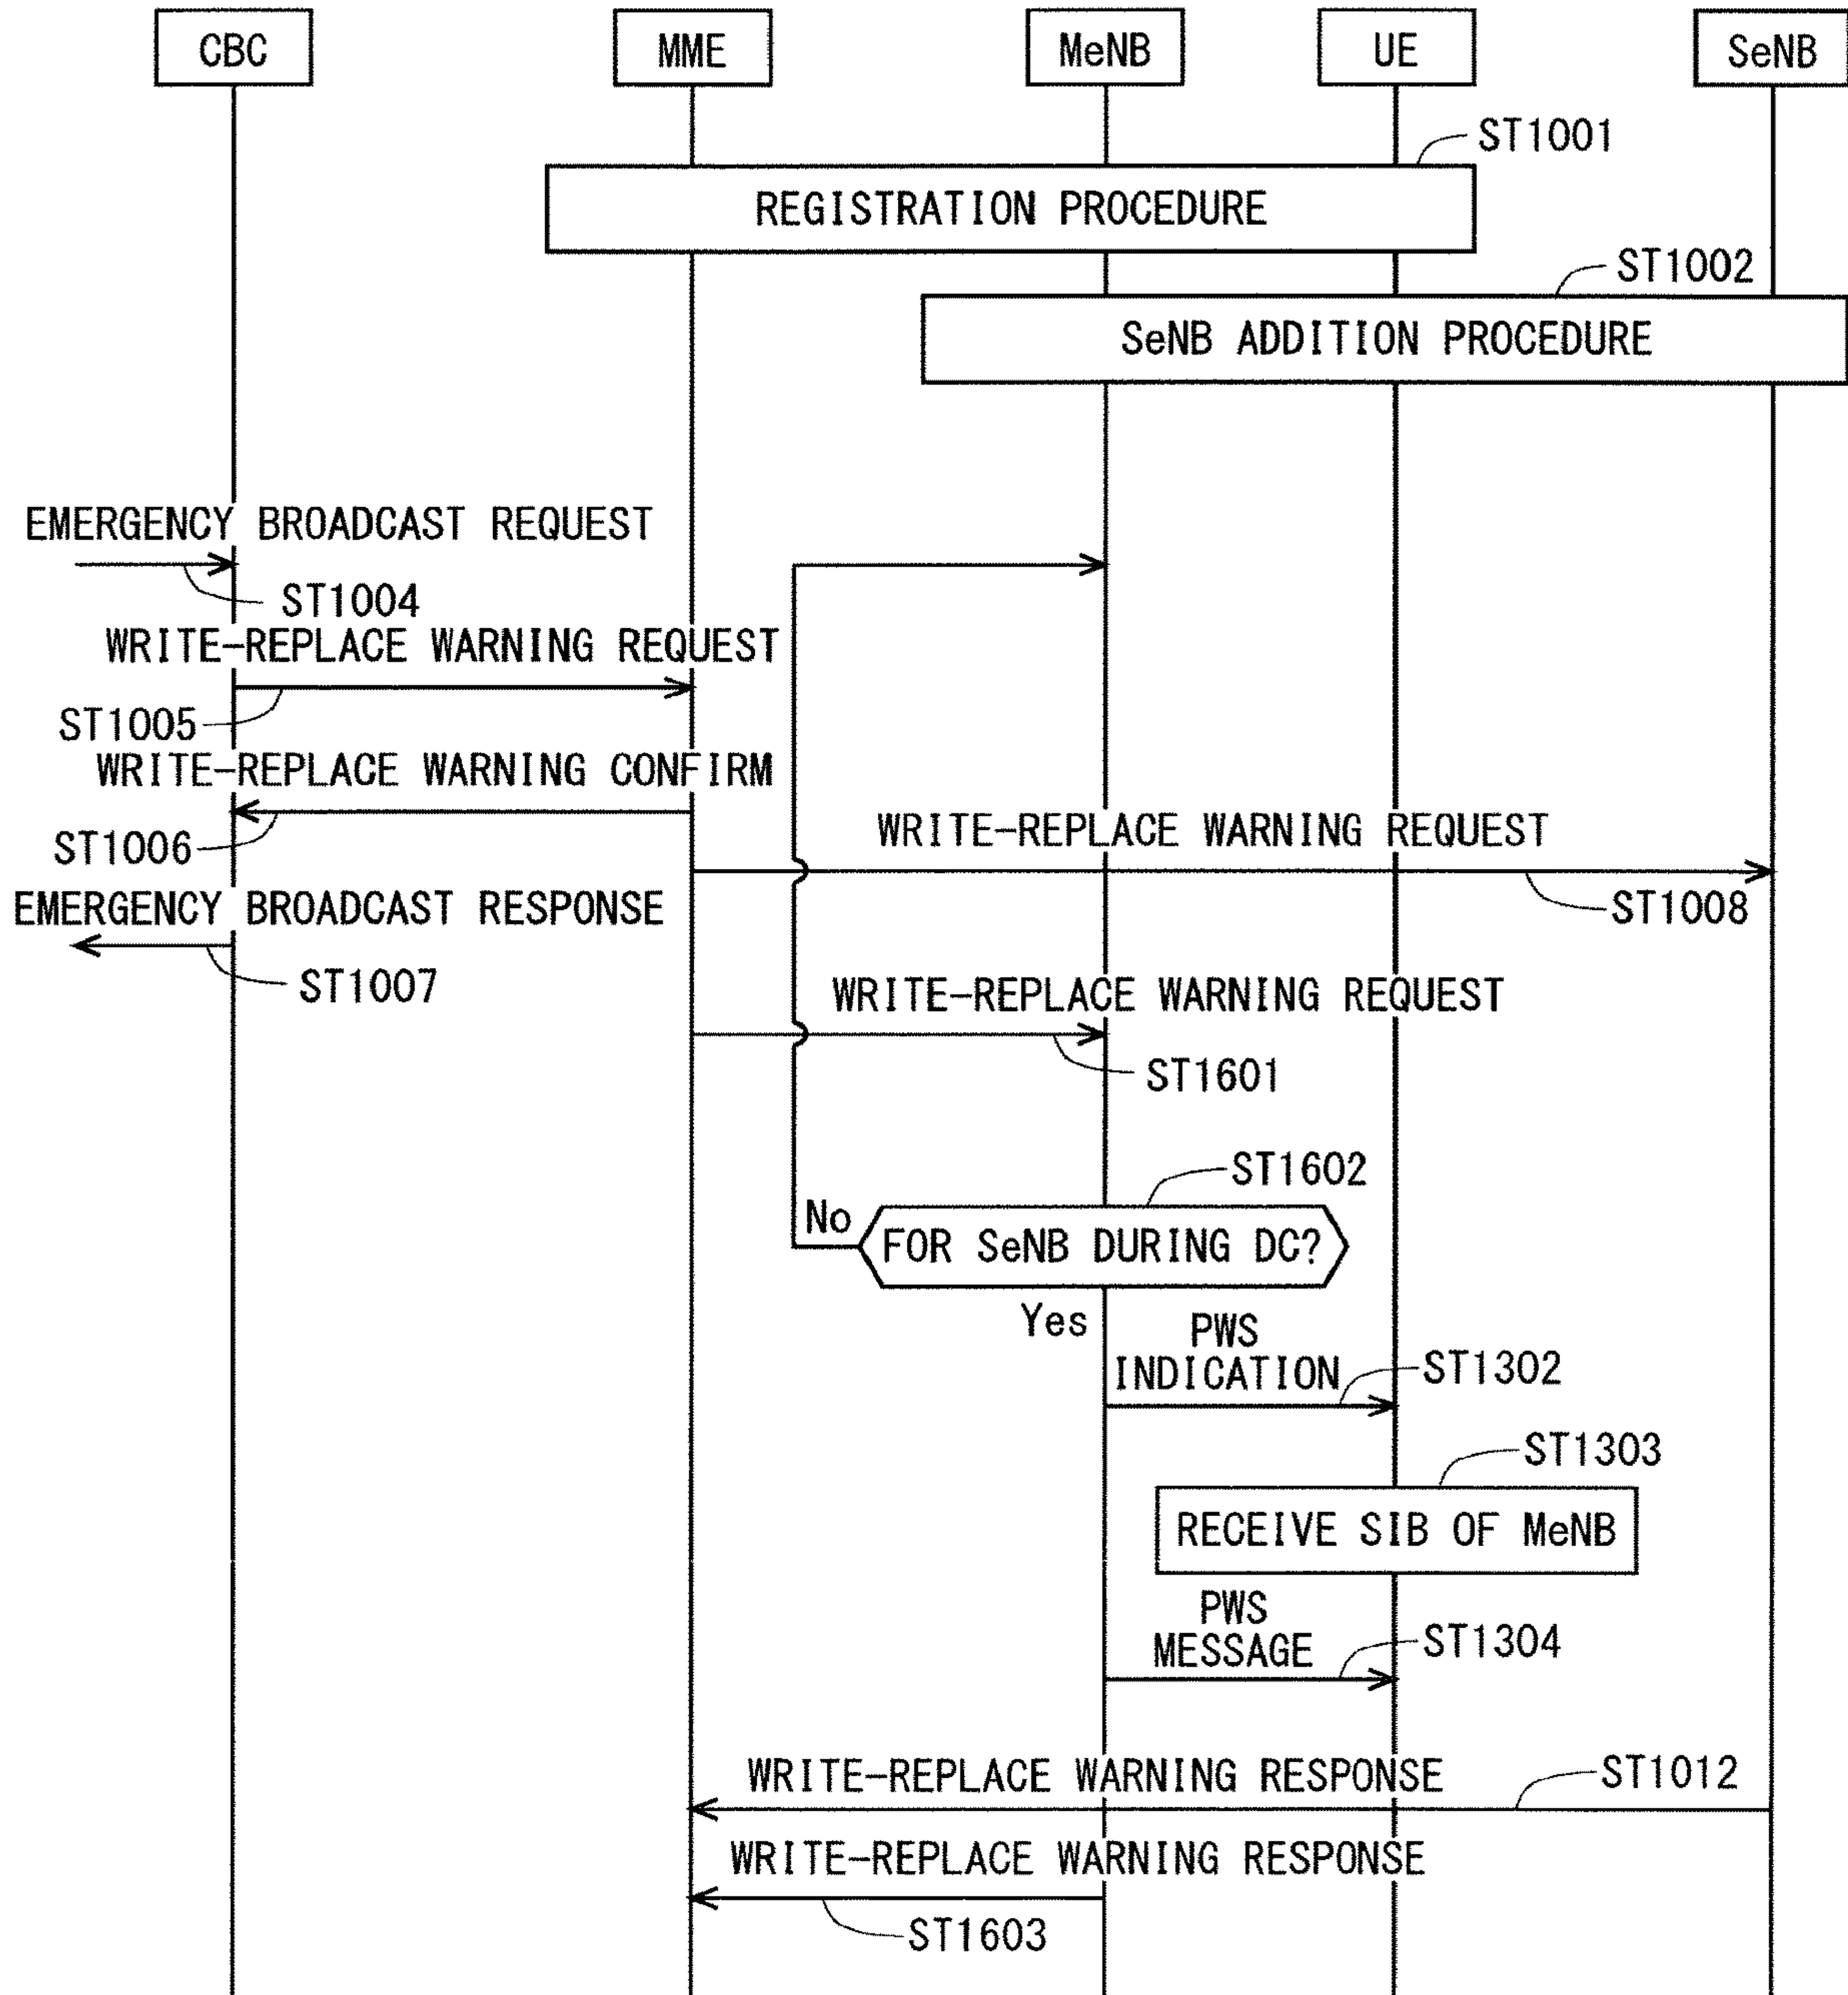 CBC
MME
MeNB
UE
SeNB
ST1001
REGISTRATION PROCEDURE
ST1002
SeNB ADDITION PROCEDURE
EMERGENCY BROADCAST REQUEST
ST1004
WRITE-REPLACE WARNING REQUEST
ST1005
WRITE-REPLACE WARNING CONFIRM
ST1006
WRITE-REPLACE WARNING REQUEST
ST1008
EMERGENCY BROADCAST RESPONSE
ST1007
WRITE-REPLACE WARNING REQUEST
ST1601
ST1602
No
FOR SeNB DURING DC?
Yes
PWS
INDICATION
ST1302
ST1303
RECEIVE SIB OF MeNB
PWS
MESSAGE
ST1304
WRITE-REPLACE WARNING RESPONSE
ST1012
WRITE-REPLACE WARNING RESPONSE
ST1603